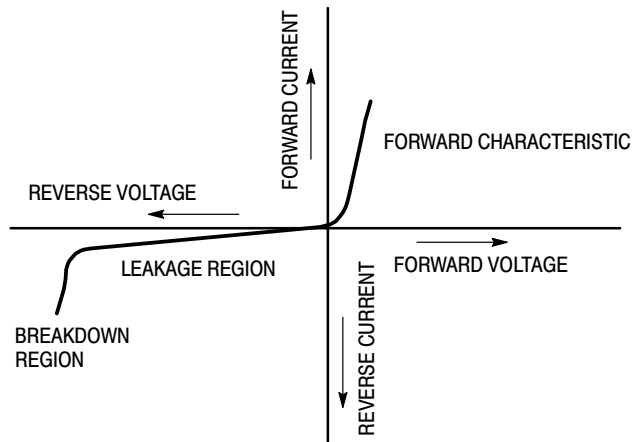 FORWARD CURRENT
FORWARD CHARACTERISTIC
REVERSE VOLTAGE
LEAKAGE REGION
FORWARD VOLTAGE
BREAKDOWN
REGION
REVERSE CURRENT